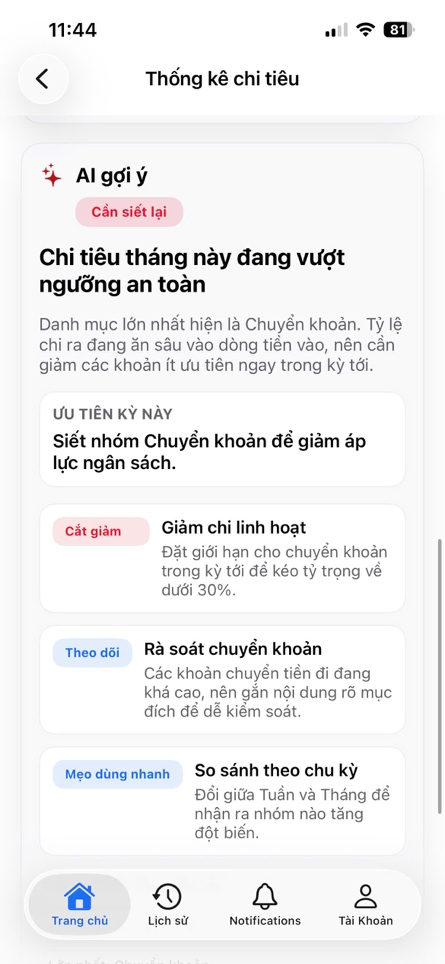 11:44
81
Thống kê chi tiêu
AI gợi ý
Cần siết lại
Chi tiêu tháng này đang vượt
ngưỡng an toàn
Danh mục lớn nhất hiện là Chuyển khoản. Tỷ lệ
chi ra đang ăn sâu vào dòng tiền vào, nên cần
giảm các khoản ít ưu tiên ngay trong kỳ tới.
ƯU TIÊN KỲ NÀY
Siết nhóm Chuyển khoản để giảm áp
lực ngân sách.
Cắt giảm
Giảm chi linh hoạt
Đặt giới hạn cho chuyển khoản
trong kỳ tới để kéo tỷ trọng về
dưới 30%.
Theo dõi
Rà soát chuyển khoản
Các khoản chuyển tiền đi đang
khá cao, nên gắn nội dung rõ mục
đích để dễ kiểm soát.
Mẹo dùng nhanh
So sánh theo chu kỳ
Đổi giữa Tuần và Tháng để
nhận ra nhóm nào tăng
đột biến.
Trang chủ
Lịch sử
Notifications
Tài Khoản